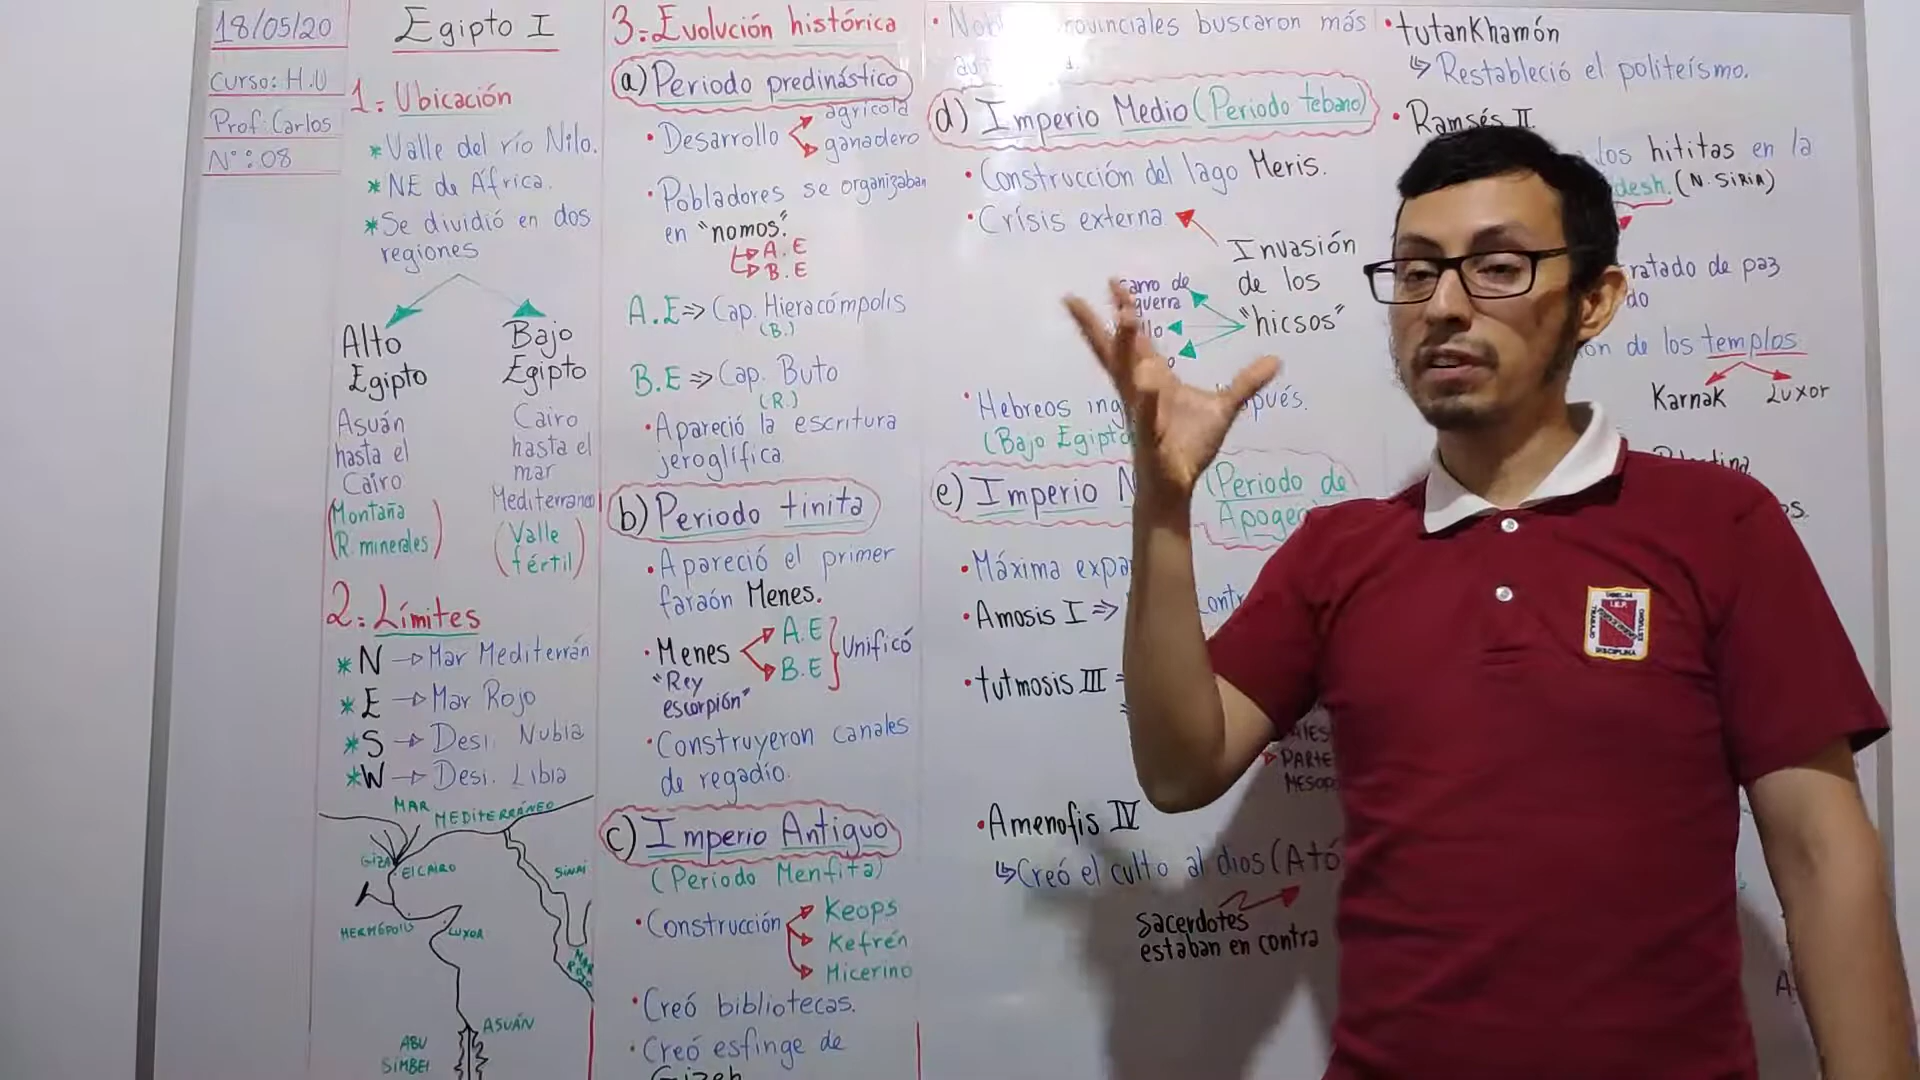 18/05/20
Curso: H.U
Prof: Carlos
N°: 08
Egipto I
1. Ubicación
* Valle del río Nilo.
* NE de África.
* Se dividió en dos
regiones
Alto
Egipto
Asuán
hasta el
Cairo
(Montaña
R. minerales)
Bajo
Egipto
Cairo
hasta el
mar
Mediterraneo
(Valle
fértil)
2. Límites
* N → Mar Mediterrán
* E → Mar Rojo
* S → Desi. Nubia
* W → Desi. Libia
MAR
MEDITERRÁNEO
GIZA
El CAIRO
SINAÍ
HERMÓPOLIS
LUXOR
MAR
ROJO
ASUÁN
ABU
SIMBEL
3. Evolución histórica
a) Periodo predinástico
• Desarrollo
agrícola
ganadero
• Pobladores se organizaban
en "nomos."
A.E
B.E
A.E ⇒ Cap. Hieracómpolis
(B.)
B.E ⇒ Cap. Buto
(R.)
• Apareció la escritura
jeroglífica.
b) Periodo tinita
• Apareció el primer
faraón Menes.
• Menes
A.E
B.E
Unificó
"Rey
escorpión"
• Construyeron canales
de regadío.
c) Imperio Antiguo
(Periodo Menfita)
• Construcción
Keops
Kefrén
Micerino
• Creó bibliotecas.
• Creó esfinge de
Gizeh
• buscaron más
d) Imperio Medio (Periodo tebano)
• Construcción del lago Meris.
• Crisis externa
Invasión
de los
"hicsos"
carro de
guerra
• Hebreos
(Bajo Egipto
e) Imperio N
(Periodo de
Apoge
• Máxima expa
• Amosis I ⇒
• tutmosis III =
PARTE
MESOPO
• Amenofis IV
↳ Creó el culto al dios (Ató
sacerdotes
estaban en contra
• tutanKhamón
↳ Restableció el politeísmo.
• Ramsés II
los hititas en la
desh. (N. SIRIA)
ratado de paz
do
ón de los templos
Karnak
Luxor
DISCIPLINA